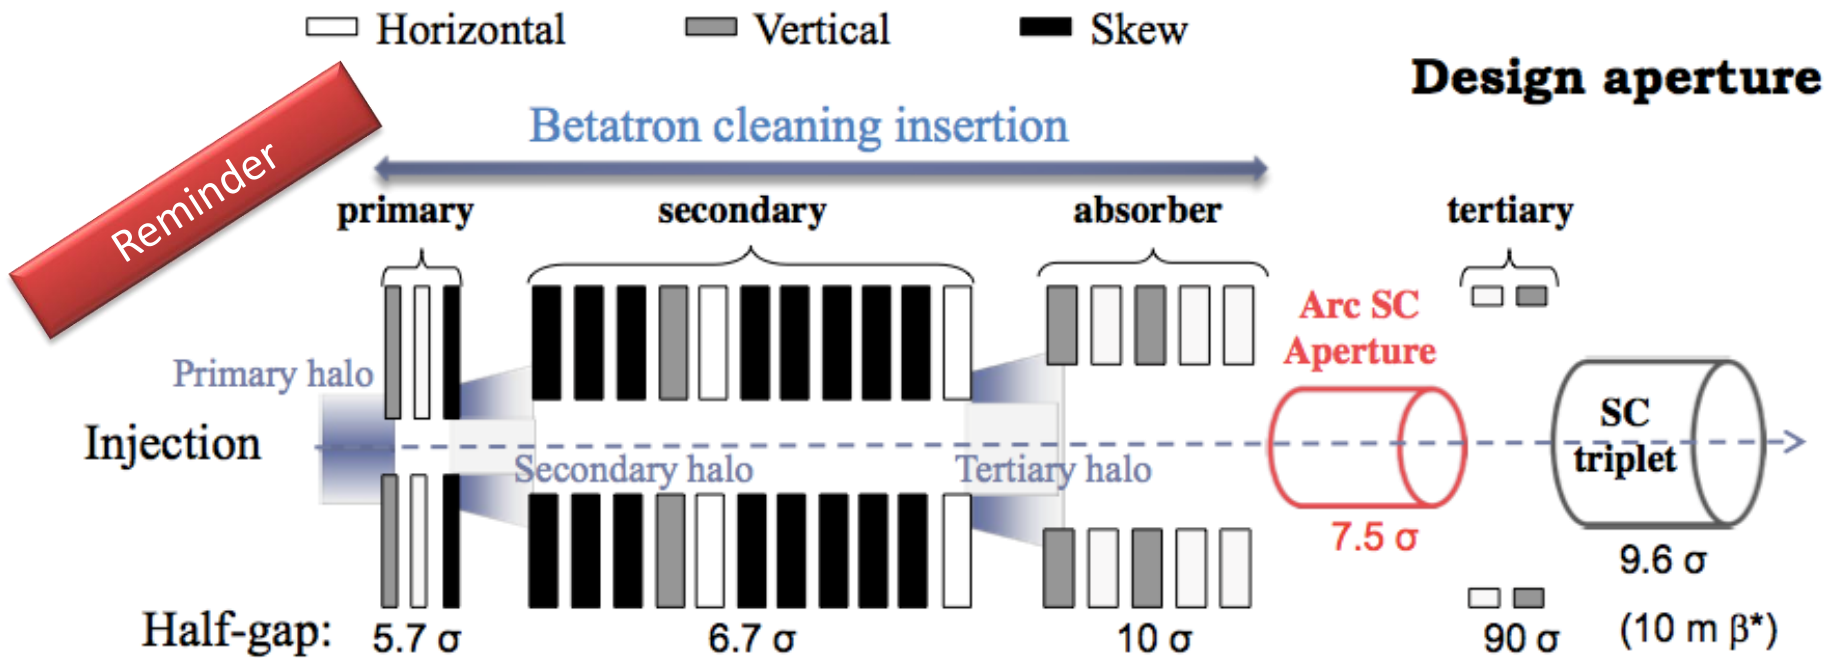 Horizontal
Vertical
Skew
Design aperture
Reminder
Betatron cleaning insertion
primary
secondary
absorber
tertiary
Arc SC
Aperture
Primary halo
Injection
Secondary halo
Tertiary halo
SC
triplet
7.5 σ
9.6 σ
Half-gap:
5.7 σ
6.7 σ
10 σ
90 σ
(10 m β*)